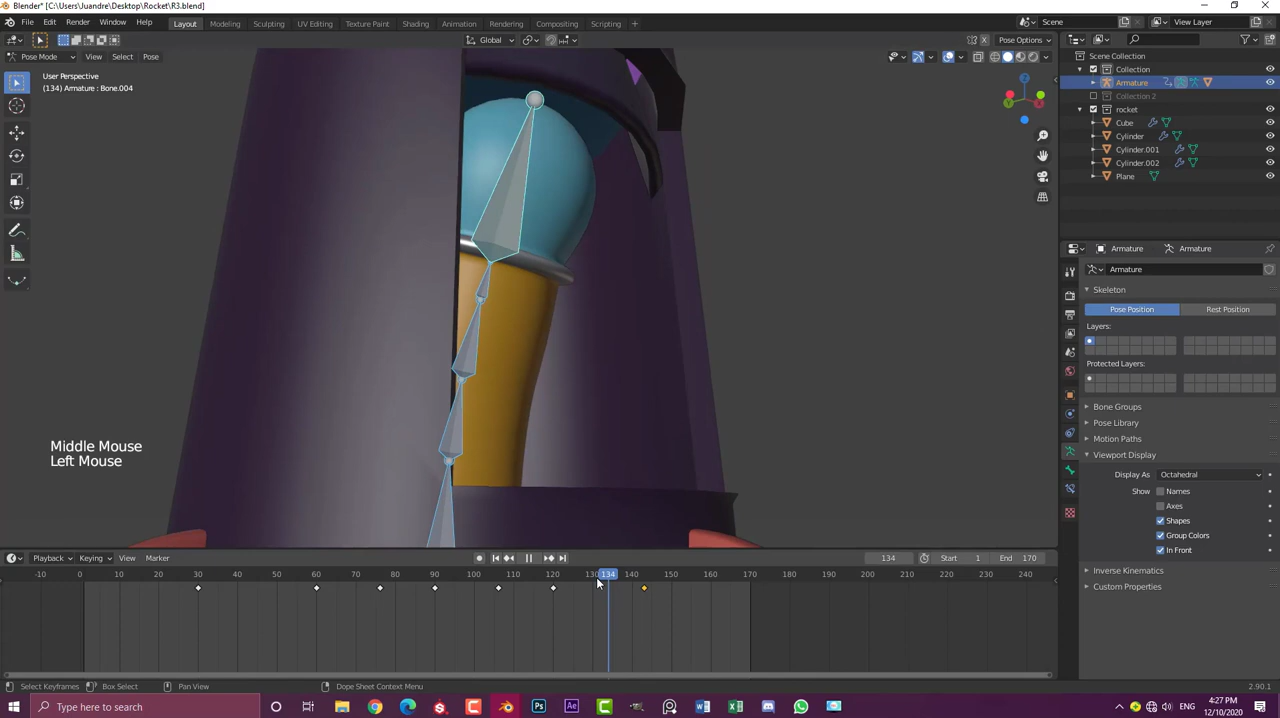 Blender* [C:\Users\Juandre\Desktop\Rocket\R3.blend]
File Edit Render Window Help Layout Modeling Sculpting UV Editing Texture Paint Shading Animation Rendering Compositing Scripting + Scene View Layer
Global Pose Options
Pose Mode View Select Pose
User Perspective
(134) Armature : Bone.004
Z
Scene Collection
Collection
Armature
Collection 2
rocket
Cube
Cylinder
Cylinder.001
Cylinder.002
Plane
Armature Armature
Armature
Skeleton
Pose Position Rest Position
Layers:
Protected Layers:
Bone Groups
Pose Library
Motion Paths
Viewport Display
Display As Octahedral
Show Names
Axes
Shapes
Group Colors
In Front
Inverse Kinematics
Custom Properties
Middle Mouse
Left Mouse
Playback Keying View Marker 134 Start 1 End 170
-10 0 10 20 30 40 50 60 70 80 90 100 110 120 130 134 140 150 160 170 180 190 200 210 220 230 240
Select Keyframes Box Select Pan View Dope Sheet Context Menu 2.90.1
Type here to search Ps Ae ENG 4:27 PM
12/10/2020